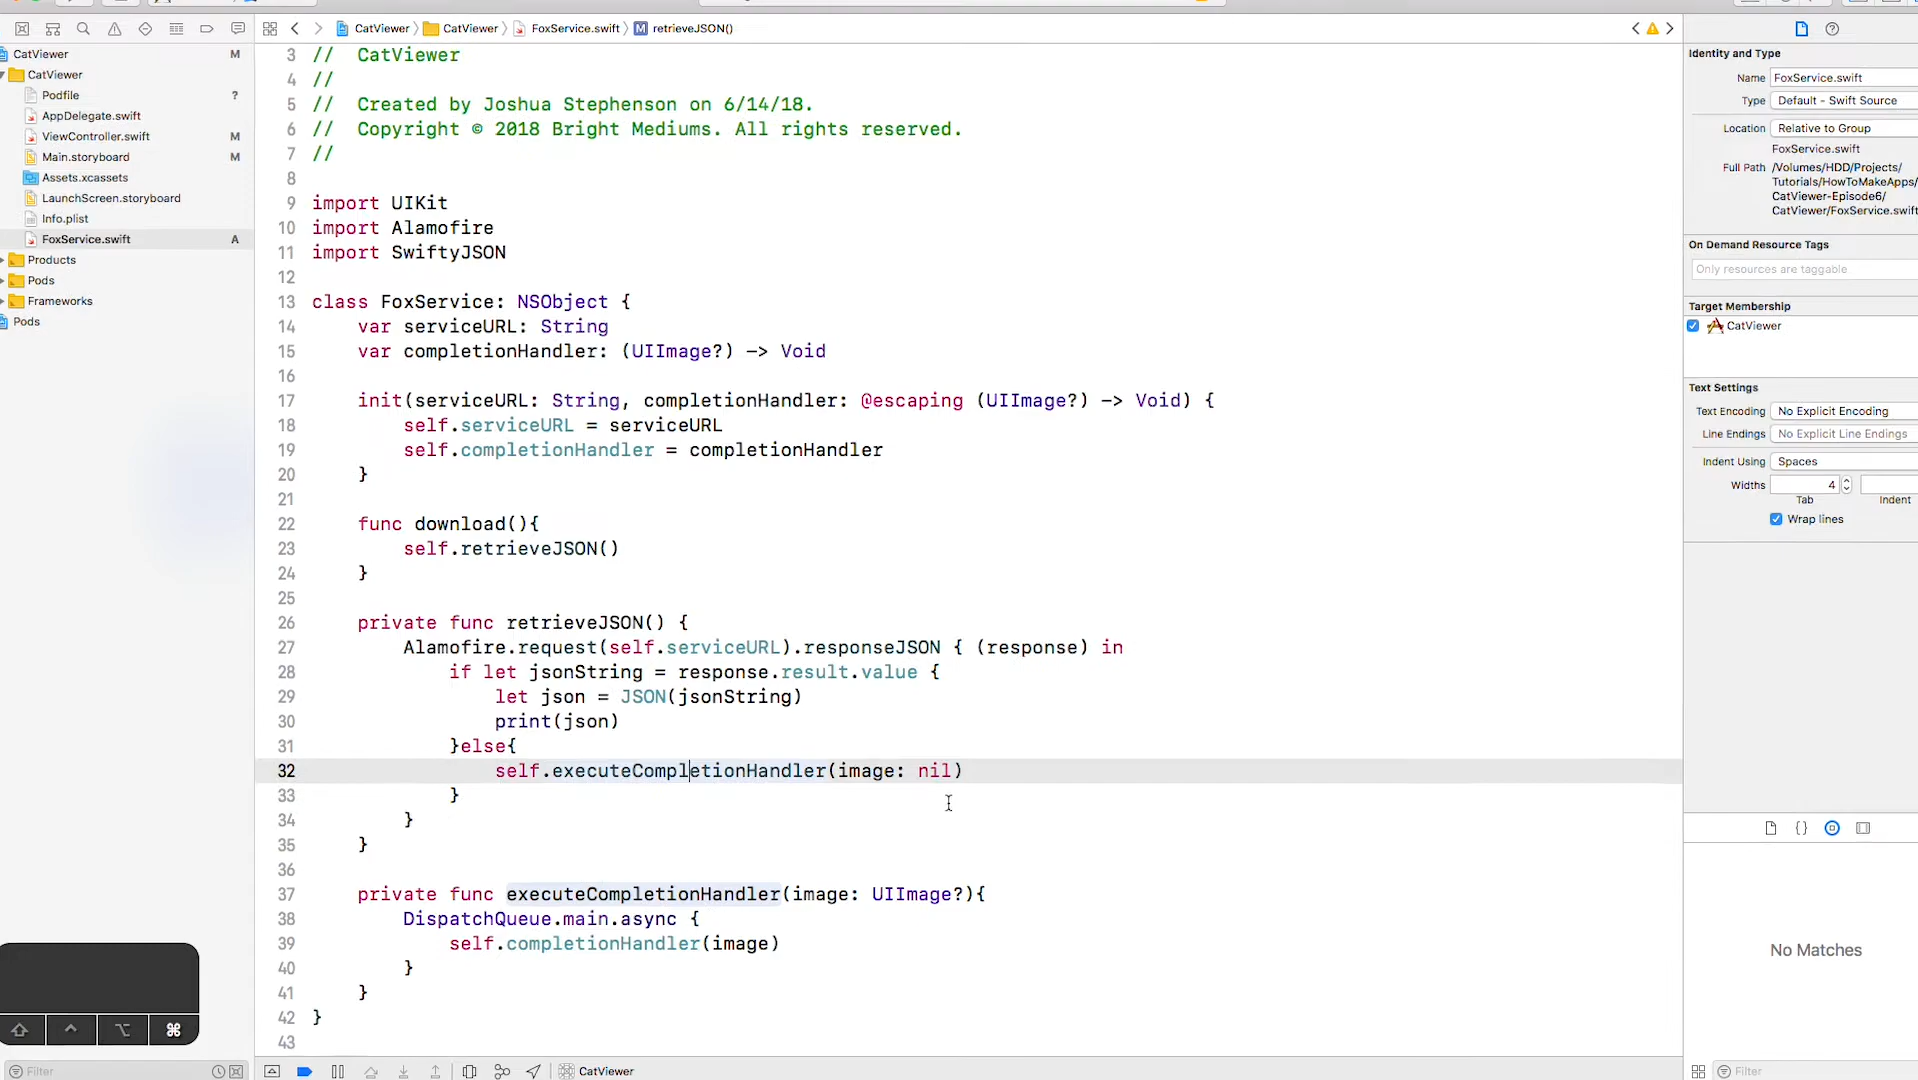 CatViewer
CatViewer
FoxService.swift
retrieveJSON()
CatViewer M
CatViewer
Podfile ?
AppDelegate.swift
ViewController.swift M
Main.storyboard M
Assets.xcassets
LaunchScreen.storyboard
Info.plist
FoxService.swift A
Products
Pods
Frameworks
Pods
Filter
3 //  CatViewer
4 //
5 //  Created by Joshua Stephenson on 6/14/18.
6 //  Copyright © 2018 Bright Mediums. All rights reserved.
7 //
8
9 import UIKit
10 import Alamofire
11 import SwiftyJSON
12
13 class FoxService: NSObject {
14     var serviceURL: String
15     var completionHandler: (UIImage?) -> Void
16
17     init(serviceURL: String, completionHandler: @escaping (UIImage?) -> Void) {
18         self.serviceURL = serviceURL
19         self.completionHandler = completionHandler
20     }
21
22     func download(){
23         self.retrieveJSON()
24     }
25
26     private func retrieveJSON() {
27         Alamofire.request(self.serviceURL).responseJSON { (response) in
28             if let jsonString = response.result.value {
29                 let json = JSON(jsonString)
30                 print(json)
31             }else{
32                 self.executeCompletionHandler(image: nil)
33             }
34         }
35     }
36
37     private func executeCompletionHandler(image: UIImage?){
38         DispatchQueue.main.async {
39             self.completionHandler(image)
40         }
41     }
42 }
43
CatViewer
Identity and Type
Name FoxService.swift
Type Default - Swift Source
Location Relative to Group
FoxService.swift
Full Path /Volumes/HDD/Projects/
Tutorials/HowToMakeApps/
CatViewer-Episode6/
CatViewer/FoxService.swift
On Demand Resource Tags
Only resources are taggable
Target Membership
CatViewer
Text Settings
Text Encoding No Explicit Encoding
Line Endings No Explicit Line Endings
Indent Using Spaces
Widths 4
Tab Indent
Wrap lines
No Matches
Filter